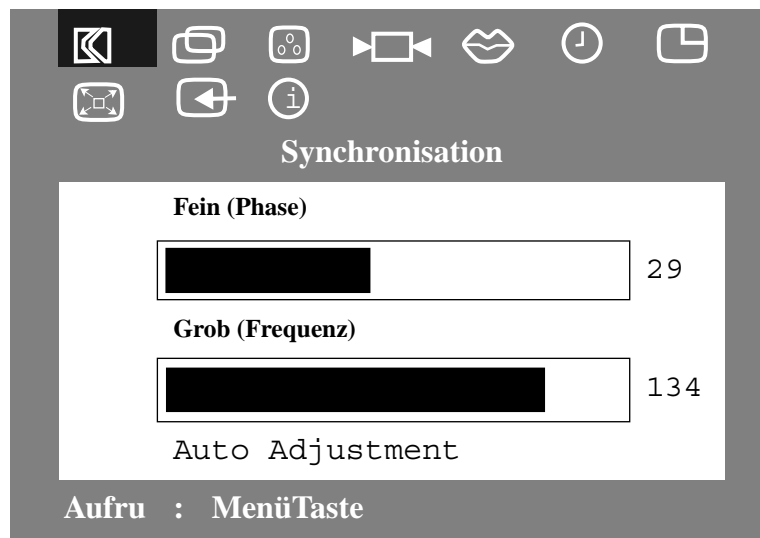 i
Synchronisation
Fein (Phase)
29
Grob (Frequenz)
134
Auto Adjustment
Aufru : MenüTaste